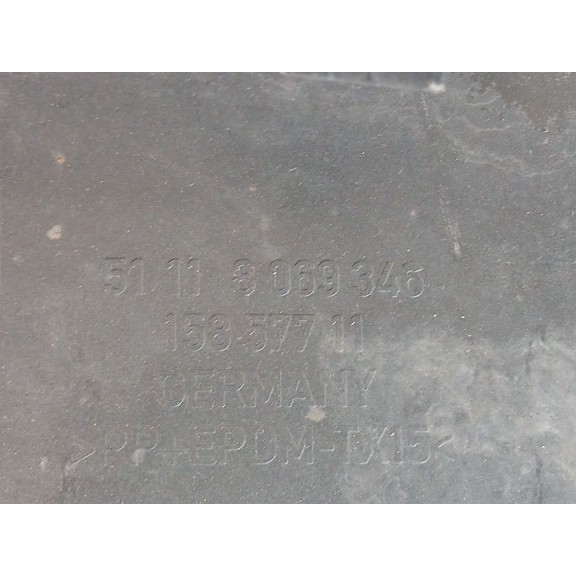 51 11 8 069 346
158 577 11
GERMANY
>PP+EPDM-TX15<